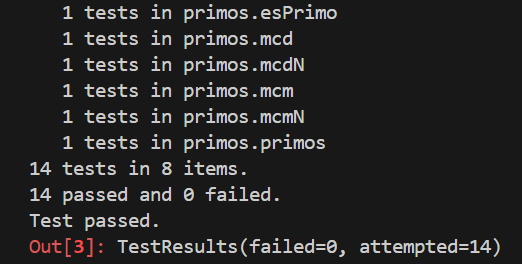 1 tests in primos.esPrimo
1 tests in primos.mcd
1 tests in primos.mcdN
1 tests in primos.mcm
1 tests in primos.mcmN
1 tests in primos.primos
14 tests in 8 items.
14 passed and 0 failed.
Test passed.
Out[3]: TestResults(failed=0, attempted=14)